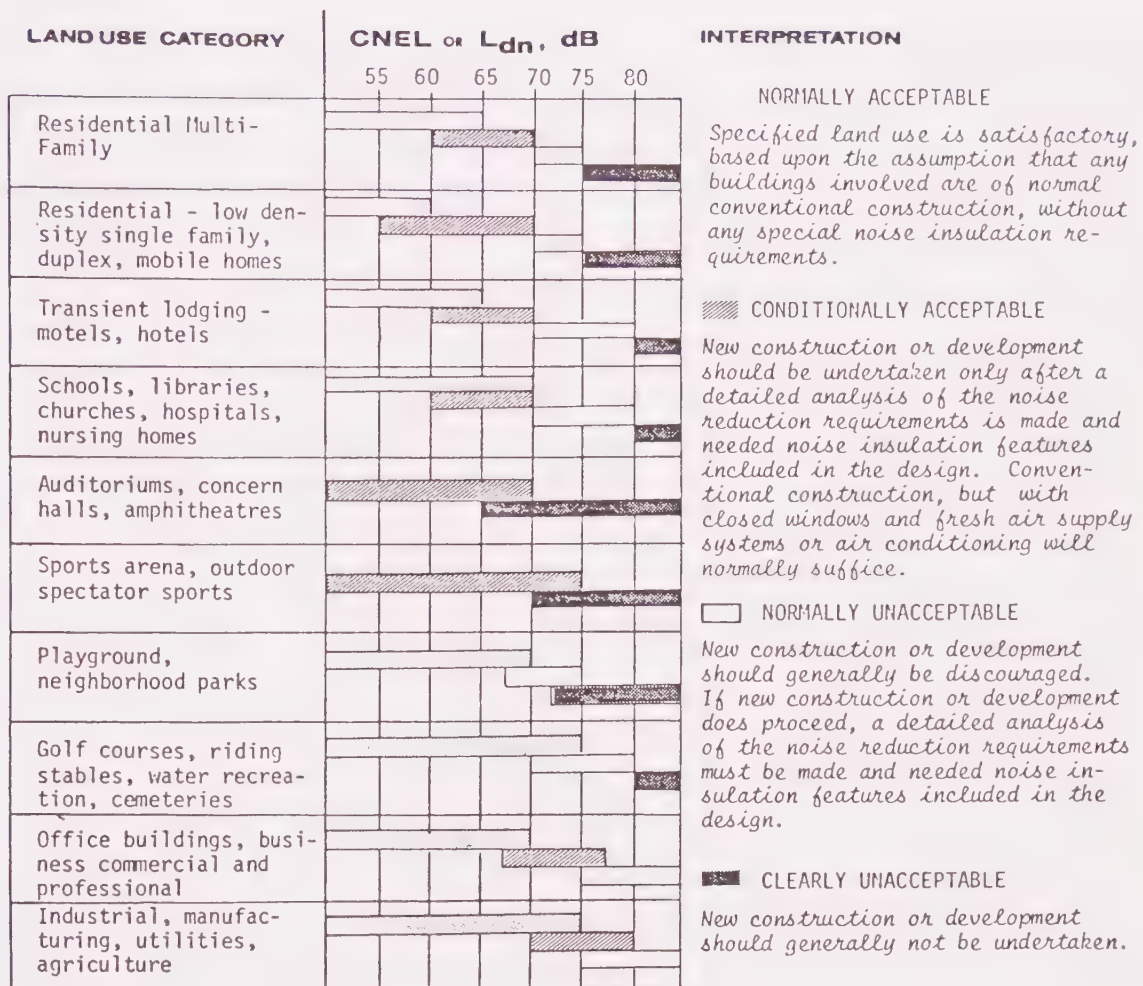 LAND USE CATEGORY
CNEL OR Ldn, dB
55 60 65 70 75 80
Residential Multi-
Family
Residential - low den-
sity single family,
duplex, mobile homes
Transient lodging -
motels, hotels
Schools, libraries,
churches, hospitals,
nursing homes
Auditoriums, concern
halls, amphitheatres
Sports arena, outdoor
spectator sports
Playground,
neighborhood parks
Golf courses, riding
stables, water recrea-
tion, cemeteries
Office buildings, busi-
ness commercial and
professional
Industrial, manufac-
turing, utilities,
agriculture
INTERPRETATION
NORMALLY ACCEPTABLE
Specified land use is satisfactory,
based upon the assumption that any
buildings involved are of normal
conventional construction, without
any special noise insulation re-
quirements.
CONDITIONALLY ACCEPTABLE
New construction or development
should be undertaken only after a
detailed analysis of the noise
reduction requirements is made and
needed noise insulation features
included in the design. Conven-
tional construction, but with
closed windows and fresh air supply
systems or air conditioning will
normally suffice.
NORMALLY UNACCEPTABLE
New construction or development
should generally be discouraged.
If new construction or development
does proceed, a detailed analysis
of the noise reduction requirements
must be made and needed noise in-
sulation features included in the
design.
CLEARLY UNACCEPTABLE
New construction or development
should generally not be undertaken.